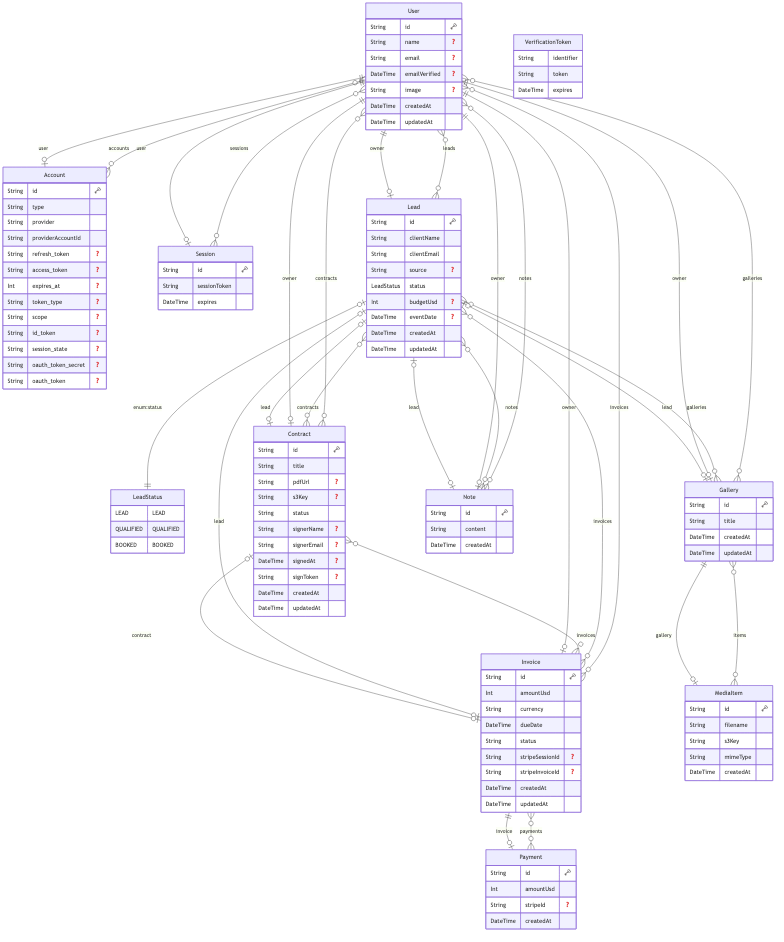 User
String id
String name ?
String email ?
DateTime emailVerified ?
String image ?
DateTime createdAt
DateTime updatedAt
VerificationToken
String identifier
String token
DateTime expires
user
accounts
user
sessions
owner
leads
Account
String id
String type
String provider
String providerAccountId
String refresh_token ?
String access_token ?
Int expires_at ?
String token_type ?
String scope ?
String id_token ?
String session_state ?
String oauth_token_secret ?
String oauth_token ?
Session
String id
String sessionToken
DateTime expires
Lead
String id
String clientName
String clientEmail
String source ?
LeadStatus status
Int budgetUsd ?
DateTime eventDate ?
DateTime createdAt
DateTime updatedAt
owner
contracts
owner
notes
owner
galleries
enum:status
lead
contracts
lead
notes
owner
invoices
lead
galleries
Contract
String id
String title
String pdfUrl ?
String s3Key ?
String status
String signerName ?
String signerEmail ?
DateTime signedAt ?
String signToken ?
DateTime createdAt
DateTime updatedAt
LeadStatus
LEAD LEAD
QUALIFIED QUALIFIED
BOOKED BOOKED
Note
String id
String content
DateTime createdAt
Gallery
String id
String title
DateTime createdAt
DateTime updatedAt
lead
invoices
contract
invoices
gallery
items
Invoice
String id
Int amountUsd
String currency
DateTime dueDate
String status
String stripeSessionId ?
String stripeInvoiceId ?
DateTime createdAt
DateTime updatedAt
MediaItem
String id
String filename
String s3Key
String mimeType
DateTime createdAt
invoice
payments
Payment
String id
Int amountUsd
String stripeId ?
DateTime createdAt